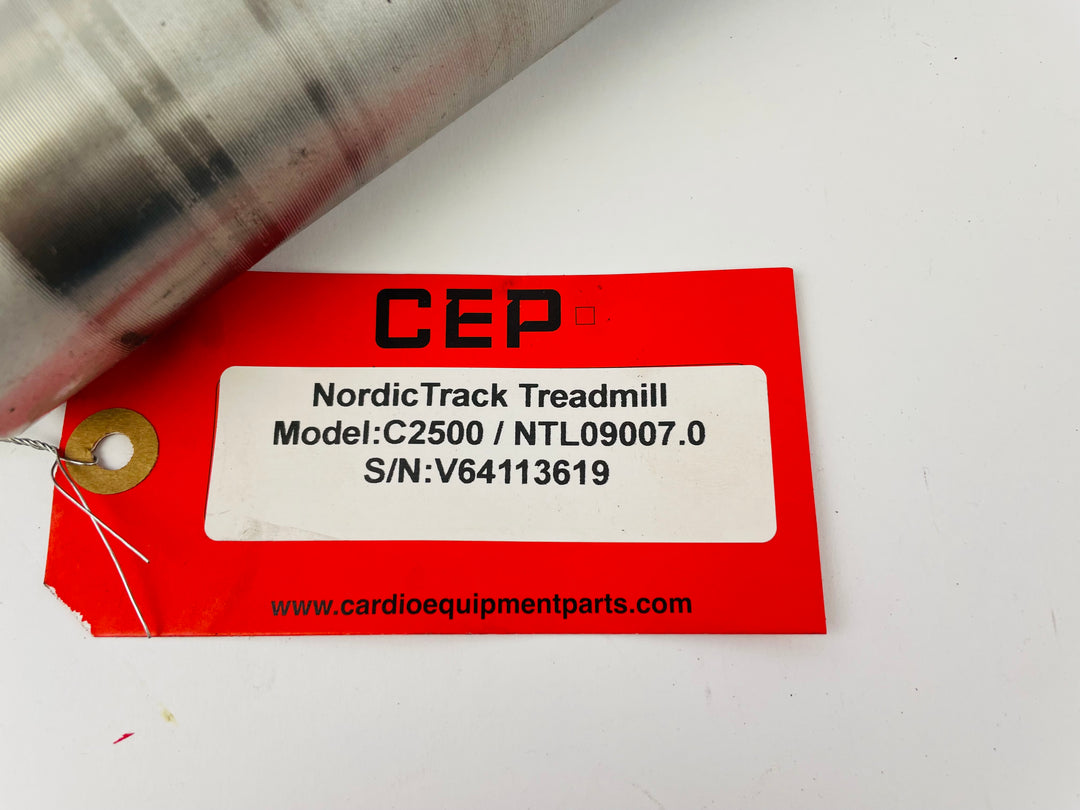 CEP
NordicTrack Treadmill
Model:C2500 / NTL09007.0
S/N:V64113619
www.cardioequipmentparts.com